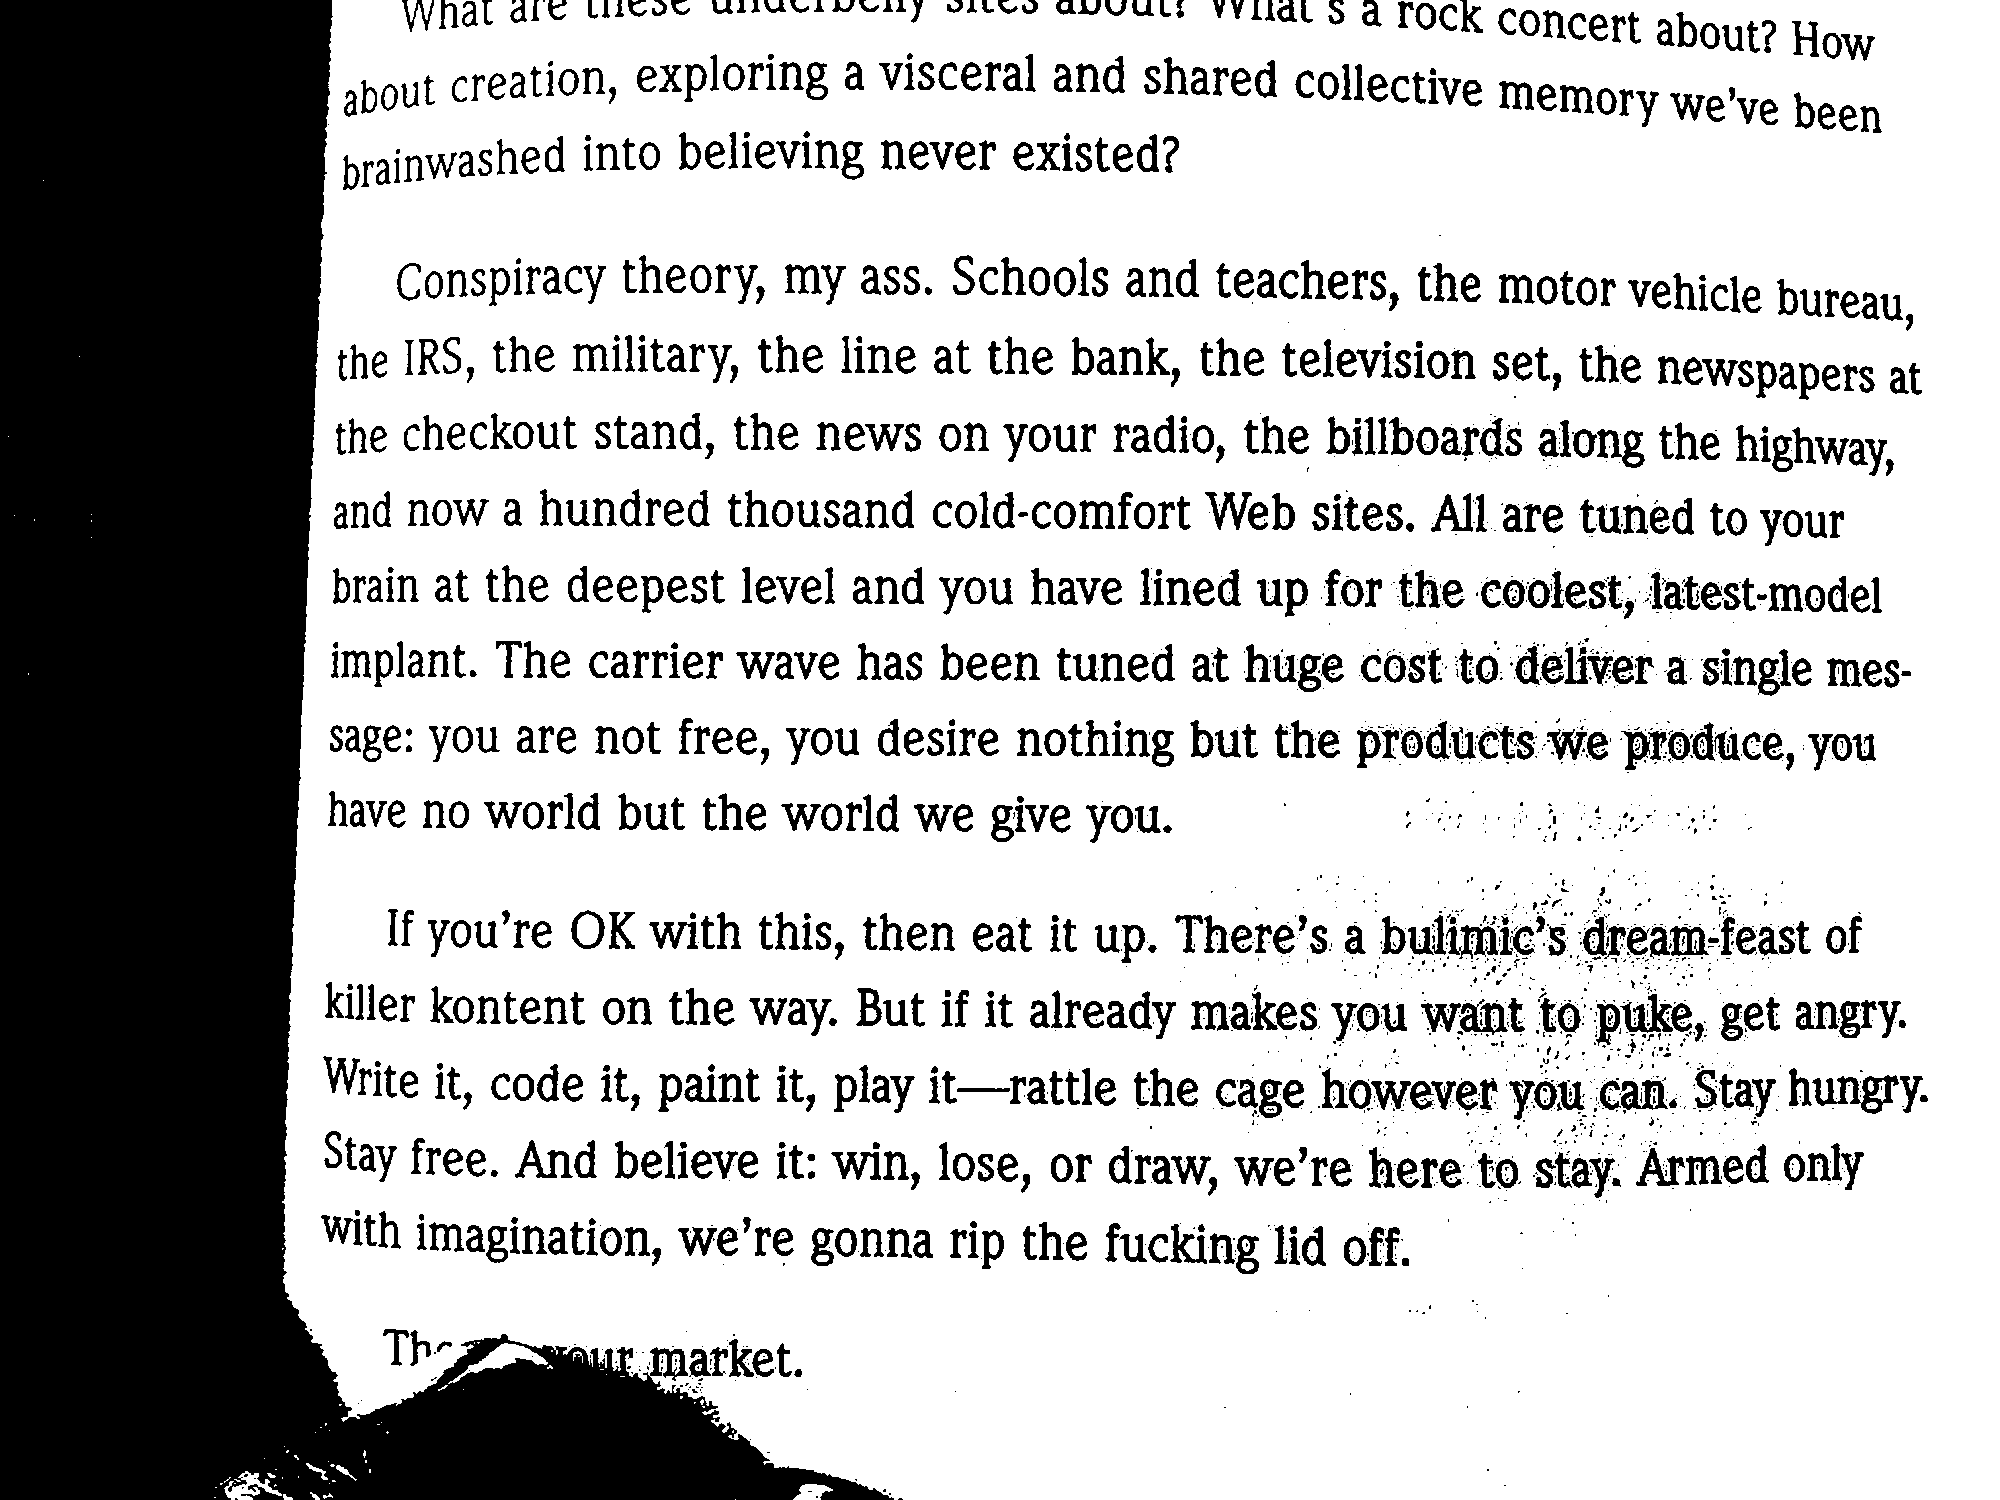 What are these underbelly sites about? What's a rock concert about? How
about creation, exploring a visceral and shared collective memory we've been
brainwashed into believing never existed?
Conspiracy theory, my ass. Schools and teachers, the motor vehicle bureau,
the IRS, the military, the line at the bank, the television set, the newspapers at
the checkout stand, the news on your radio, the billboards along the highway,
and now a hundred thousand cold-comfort Web sites. All are tuned to your
brain at the deepest level and you have lined up for the coolest, latest-model
implant. The carrier wave has been tuned at huge cost to deliver a single mes-
sage: you are not free, you desire nothing but the products we produce, you
have no world but the world we give you.
If you're OK with this, then eat it up. There's a bulimic's dream-feast of
killer kontent on the way. But if it already makes you want to puke, get angry.
Write it, code it, paint it, play it—rattle the cage however you can. Stay hungry.
Stay free. And believe it: win, lose, or draw, we're here to stay. Armed only
with imagination, we're gonna rip the fucking lid off.
your market.